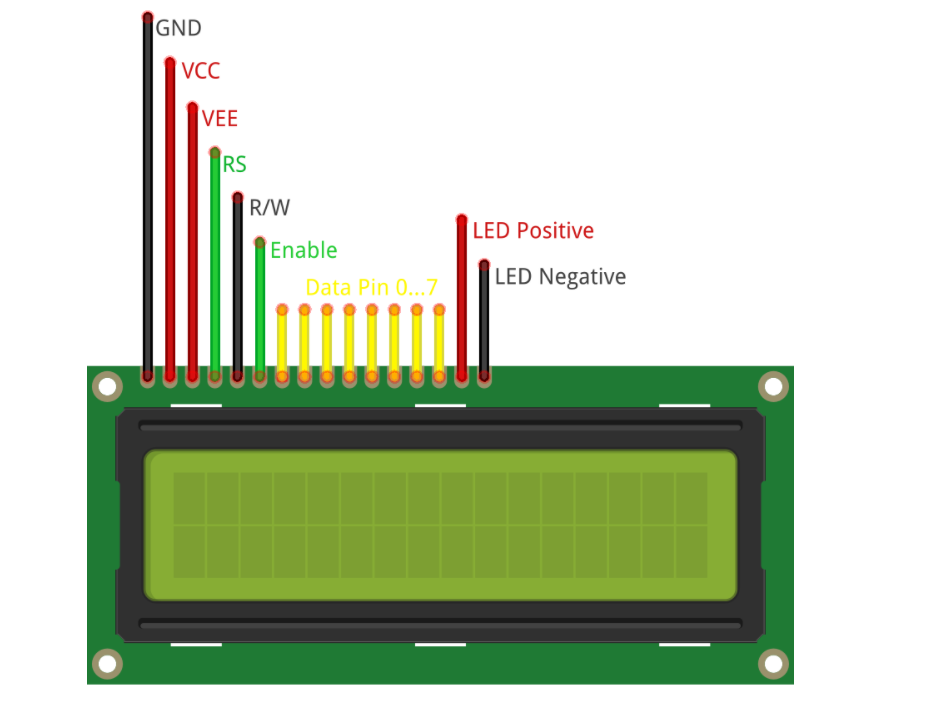 GND
VCC
VEE
RS
R/W
Enable
Data Pin 0...7
LED Positive
LED Negative